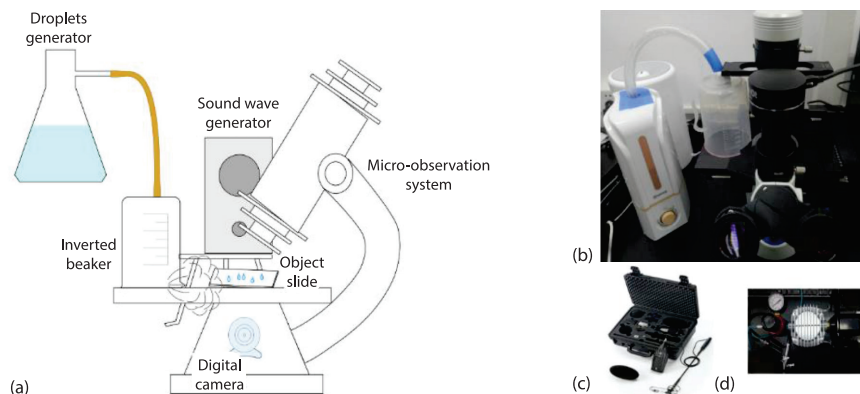 Droplets
generator
Sound wave
generator
Micro-observation
system
Inverted
beaker
Object
slide
Digital
camera
(a)
(b)
(c)
(d)